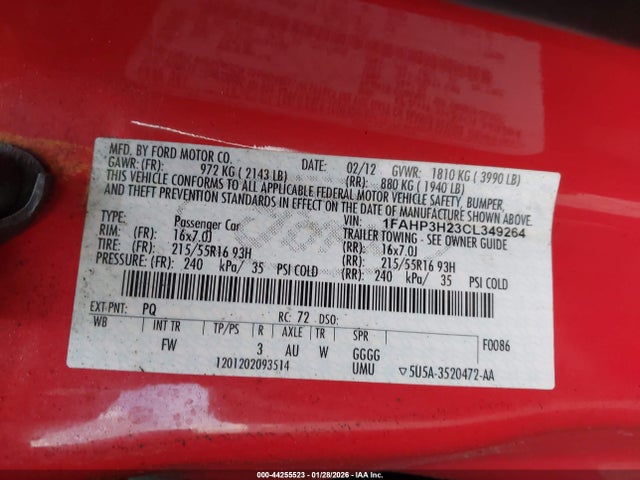 MFD. BY FORD MOTOR CO. DATE: 02/12 GVWR: 1810 KG ( 3990 LB)
GAWR: (FR): 972 KG ( 2143 LB) (RR): 880 KG ( 1940 LB)
THIS VEHICLE CONFORMS TO ALL APPLICABLE FEDERAL MOTOR VEHICLE SAFETY, BUMPER,
AND THEFT PREVENTION STANDARDS IN EFFECT ON THE DATE OF MANUFACTURE SHOWN ABOVE.
VIN: 1FAHP3H23CL349264
TYPE: Passenger Car TRAILER TOWING - SEE OWNER GUIDE
RIM: (FR): 16x7.0J (RR): 16x7.0J
TIRE: (FR): 215/55R16 93H (RR): 215/55R16 93H
PRESSURE: (FR): 240 kPa/ 35 PSI COLD (RR): 240 kPa/ 35 PSI COLD
EXT-PNT: PQ RC: 72 DSO:
WB INT TR TP/PS R AXLE TR SPR F0086
FW 3 AU W GGGG
1201202093514 UMU ▽5U5A-3520472-AA
000-44255523 | 01/28/2026 - IAA Inc.